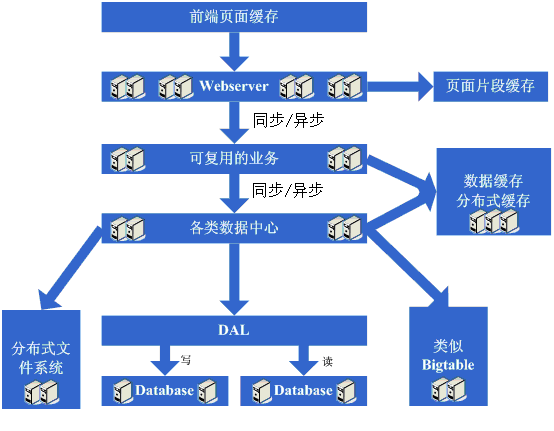 前端页面缓存
Webserver
页面片段缓存
同步/异步
可复用的业务
数据缓存
分布式缓存
同步/异步
各类数据中心
DAL
分布式文
件系统
类似
Bigtable
写
读
Database
Database